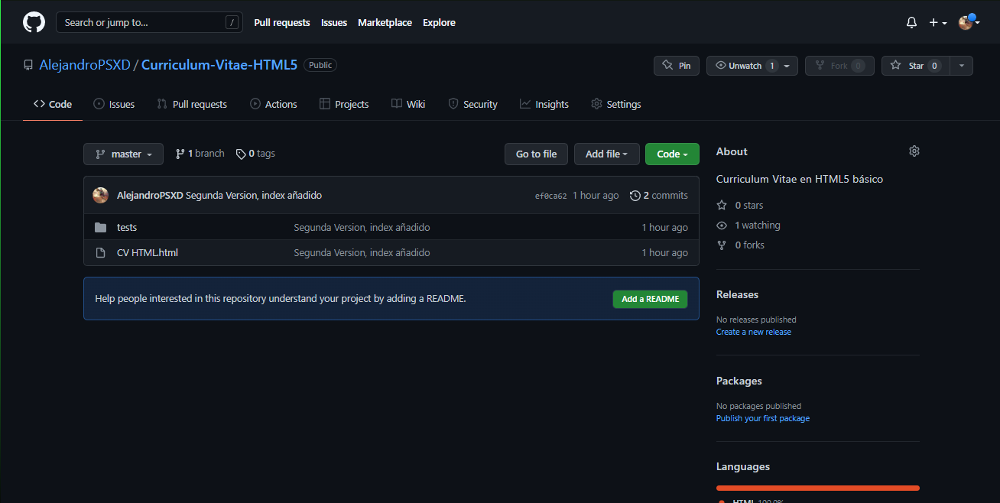 Search or jump to... / Pull requests Issues Marketplace Explore
AlejandroPSXD / Curriculum-Vitae-HTML5 Public Pin Unwatch 1 Fork 0 Star 0
Code Issues Pull requests Actions Projects Wiki Security Insights Settings
master 1 branch 0 tags Go to file Add file Code
AlejandroPSXD Segunda Version, index añadido ef0ca62 1 hour ago 2 commits
tests Segunda Version, index añadido 1 hour ago
CV HTML.html Segunda Version, index añadido 1 hour ago
Help people interested in this repository understand your project by adding a README. Add a README
About
Curriculum Vitae en HTML5 básico
0 stars
1 watching
0 forks
Releases
No releases published
Create a new release
Packages
No packages published
Publish your first package
Languages
HTML 100.0%